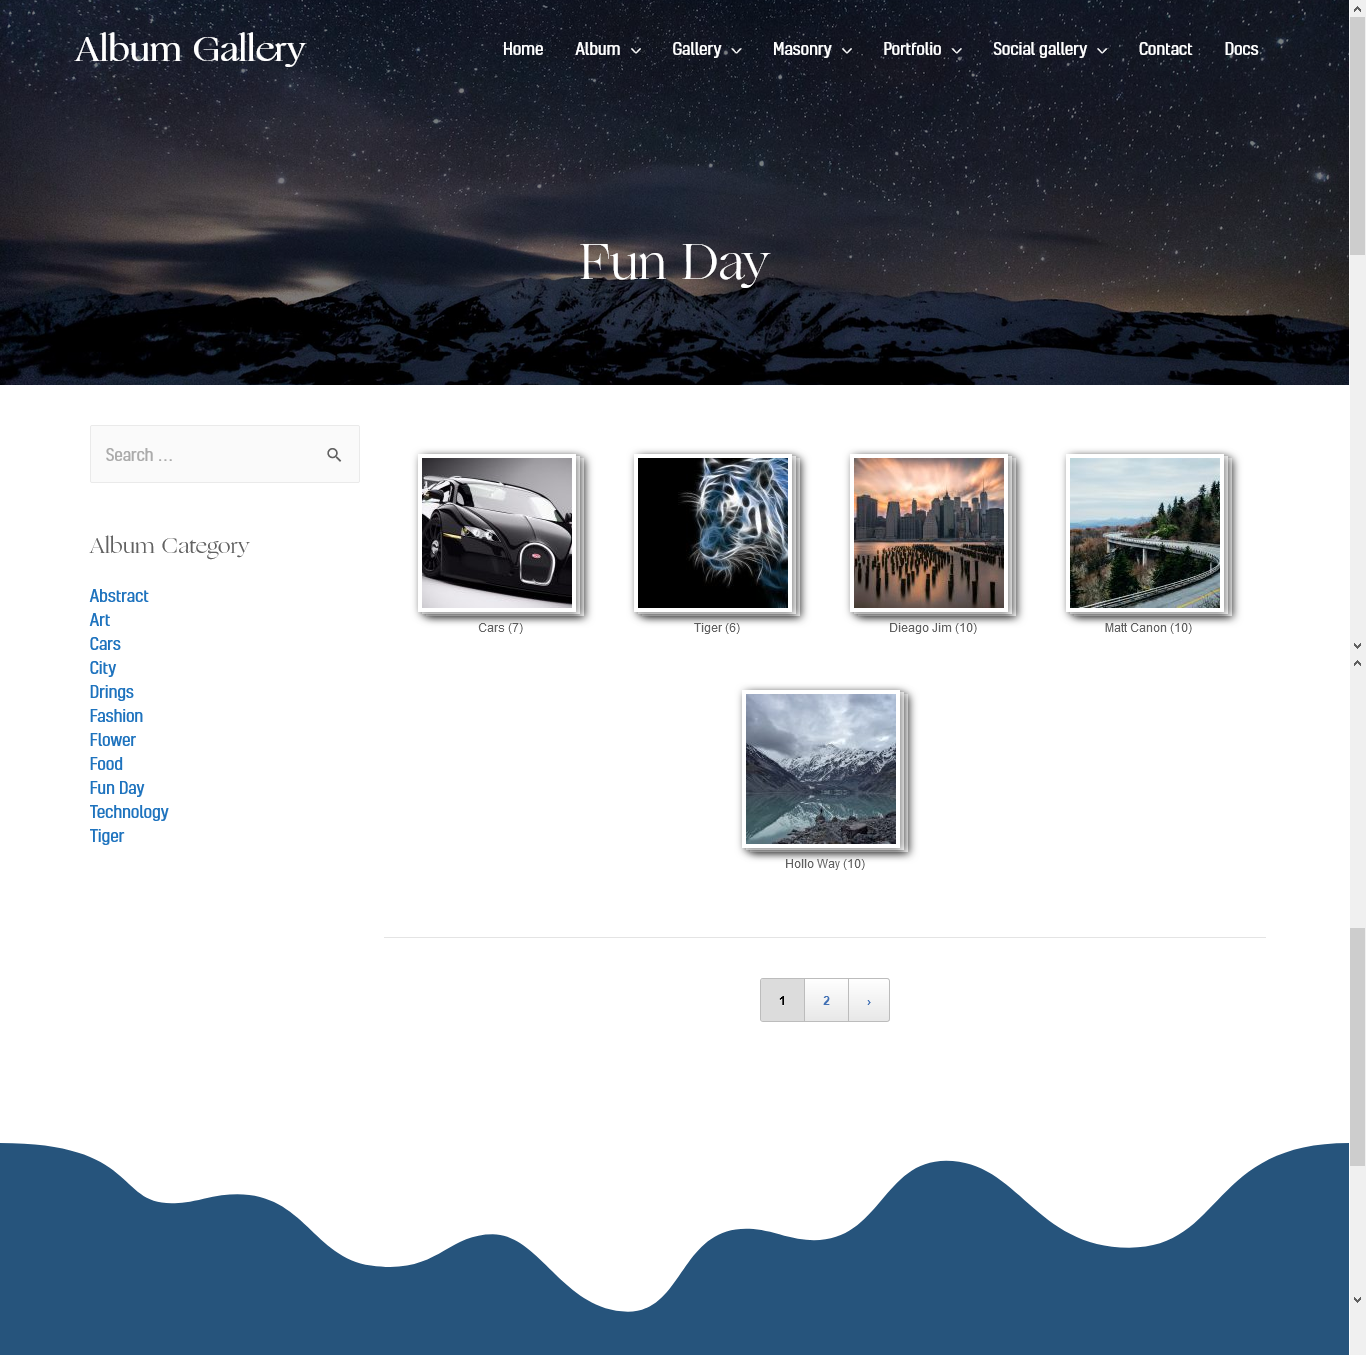 Album Gallery
Home Album Gallery Masonry Portfolio Social gallery Contact Docs
Fun Day
Search ...
Album Category
Abstract
Art
Cars
City
Drings
Fashion
Flower
Food
Fun Day
Technology
Tiger
Cars (7)
Tiger (6)
Dieago Jim (10)
Matt Canon (10)
Hollo Way (10)
1 2 ›